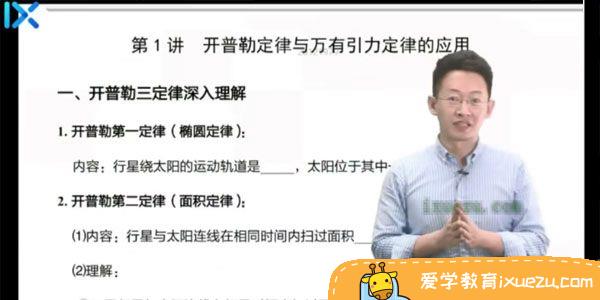 第1讲 开普勒定律与万有引力定律的应用
一、开普勒三定律深入理解
1. 开普勒第一定律（椭圆定律）：
内容：行星绕太阳的运动轨道是_____，太阳位于其中
2. 开普勒第二定律（面积定律）：
(1)内容：行星与太阳连线在相同时间内扫过面积____
(2)理解：
ixuezu.com
爱学教育ixuezu.com